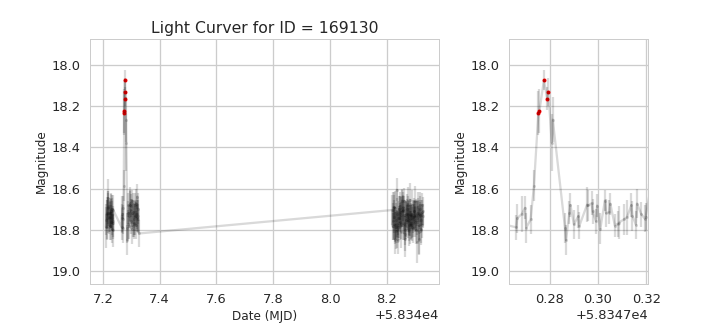 Light Curver for ID = 169130
Magnitude
18.0
18.2
18.4
18.6
18.8
19.0
7.2 7.4 7.6 7.8 8.0 8.2
Date (MJD)
+5.834e4
Magnitude
18.0
18.2
18.4
18.6
18.8
19.0
0.28 0.30 0.32
+5.8347e4